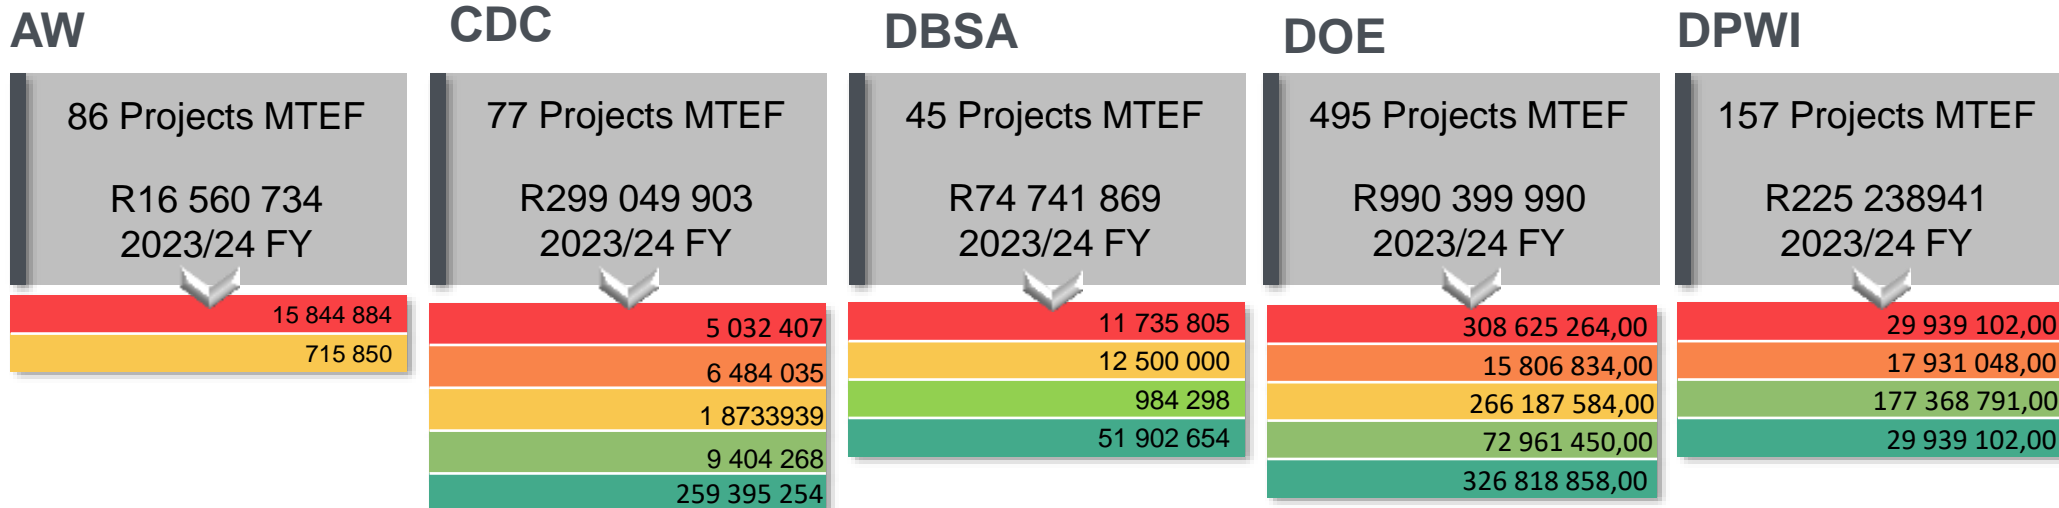 AW
86 Projects MTEF
R16 560 734
2023/24 FY
15 844 884
715 850
CDC
77 Projects MTEF
R299 049 903
2023/24 FY
5 032 407
6 484 035
1 8733939
9 404 268
259 395 254
DBSA
45 Projects MTEF
R74 741 869
2023/24 FY
11 735 805
12 500 000
984 298
51 902 654
DOE
495 Projects MTEF
R990 399 990
2023/24 FY
308 625 264,00
15 806 834,00
266 187 584,00
72 961 450,00
326 818 858,00
DPWI
157 Projects MTEF
R225 238941
2023/24 FY
29 939 102,00
17 931 048,00
177 368 791,00
29 939 102,00